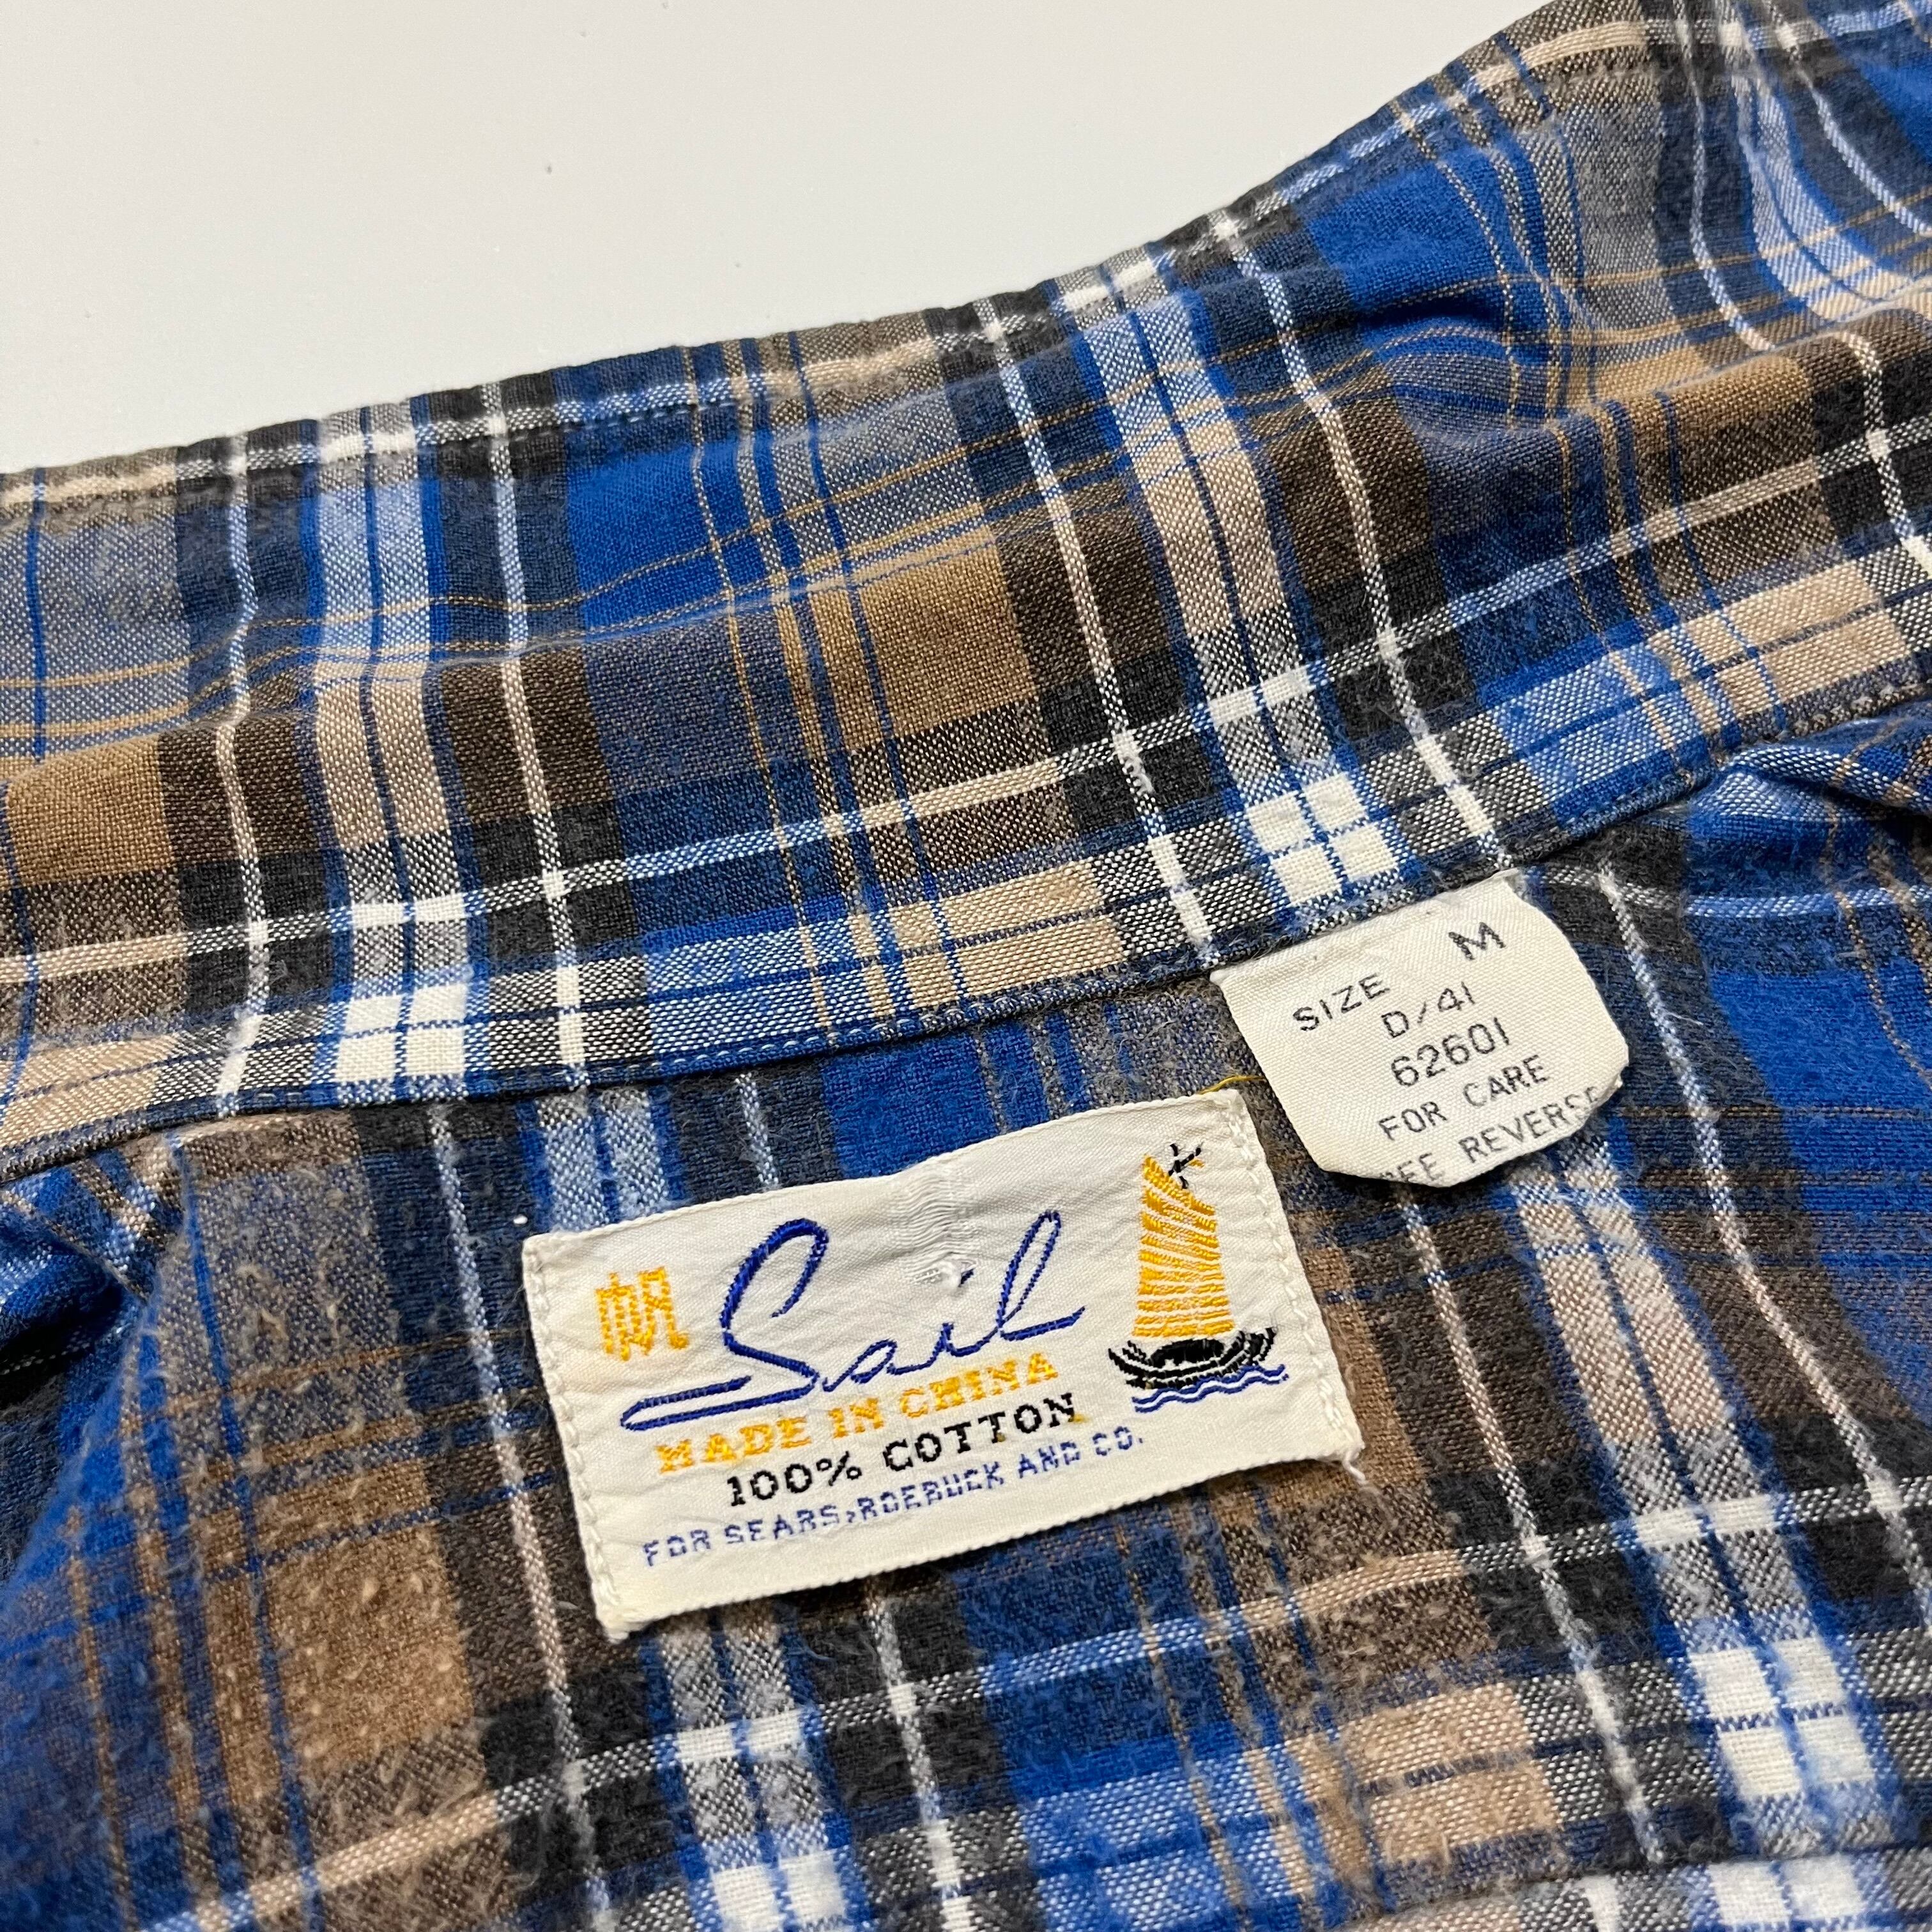 SIZE M
D/41
62601
FOR CARE
SEE REVERSE
帆 Sail
MADE IN CHINA
100% COTTON
FOR SEARS, ROEBUCK AND CO.